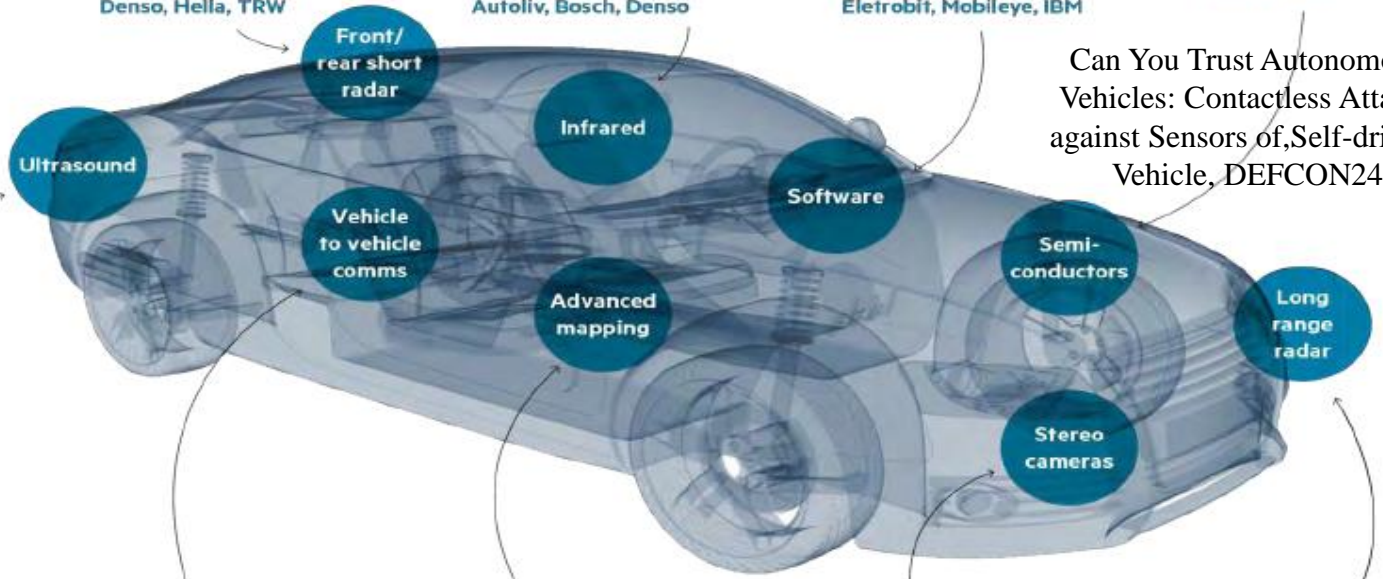 Denso, Hella, TRW
Autoliv, Bosch, Denso
Eletrobit, Mobileye, IBM
Can You Trust Autonomo
Vehicles: Contactless Atta
against Sensors of,Self-dri
Vehicle, DEFCON24
Front/
rear short
radar
Infrared
Ultrasound
Software
Vehicle
to vehicle
comms
Semi-
conductors
Advanced
mapping
Long
range
radar
Stereo
cameras